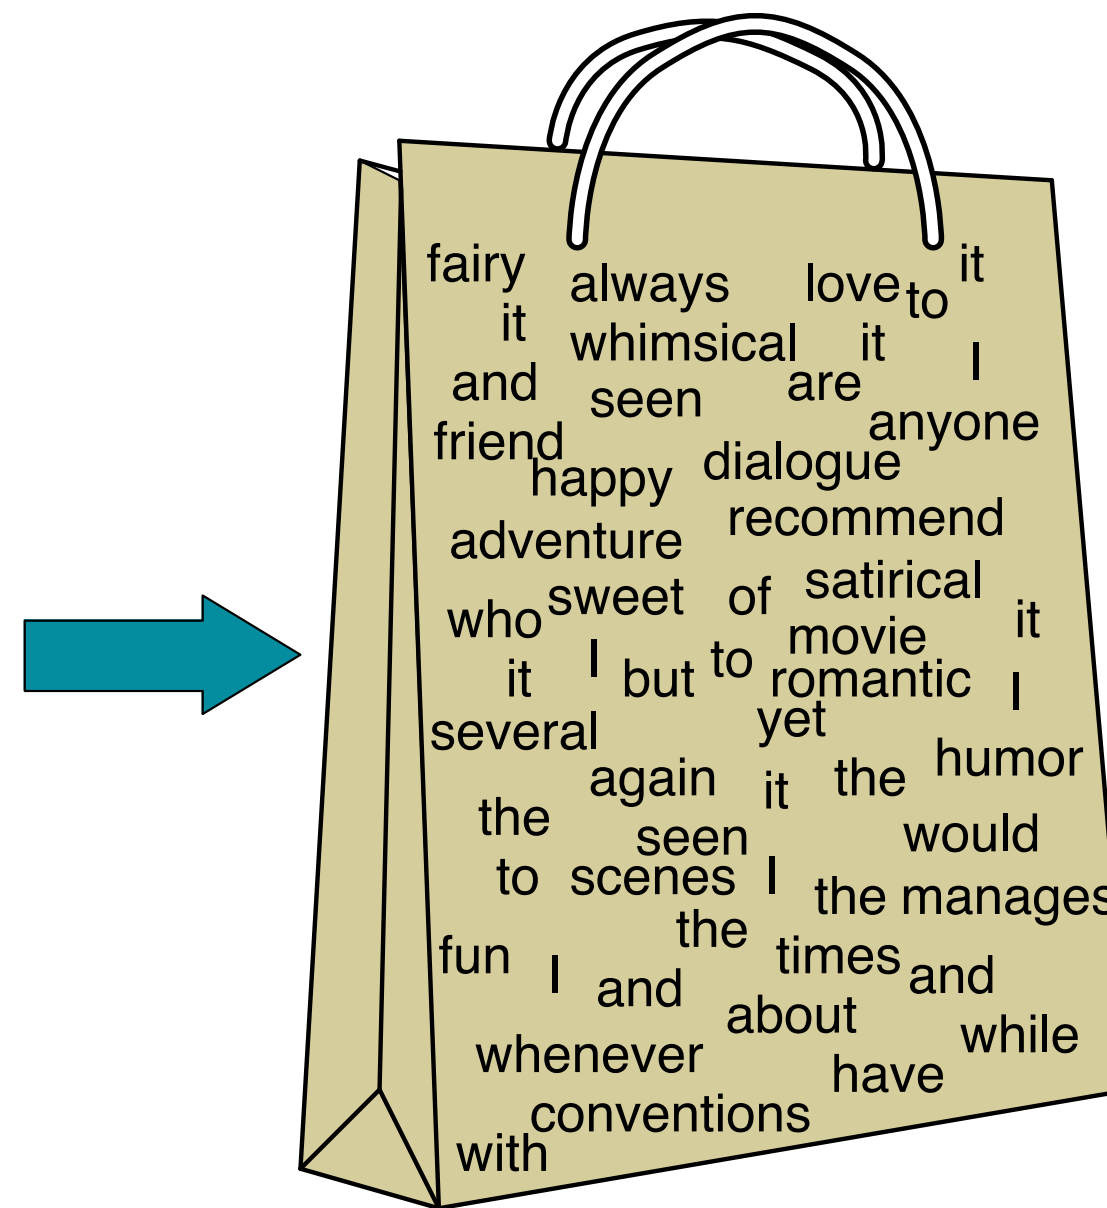 fairy always love to it
it whimsical it I
and seen are anyone
friend happy dialogue
adventure recommend
who sweet of satirical it
it I but to movie romantic I
several yet
again it the humor
the seen would
to scenes I the manages
fun I and the times and
about while
whenever have
conventions
with